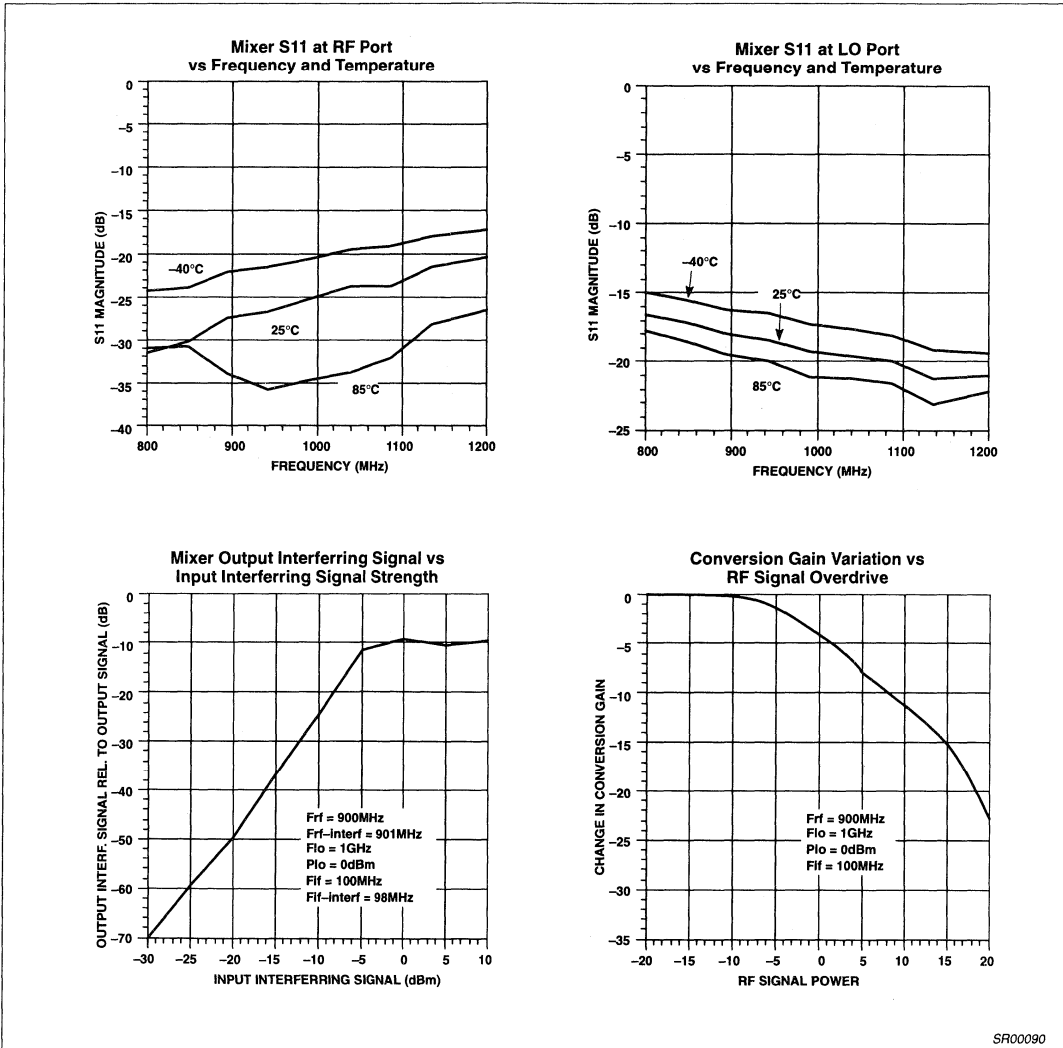 Mixer S11 at RF Port
vs Frequency and Temperature
S11 MAGNITUDE (dB)
0
–5
–10
–15
–20
–25
–30
–35
–40
–40°C
25°C
85°C
800
900
1000
1100
1200
FREQUENCY (MHz)
Mixer S11 at LO Port
vs Frequency and Temperature
S11 MAGNITUDE (dB)
0
–5
–10
–15
–20
–25
–40°C
25°C
85°C
800
900
1000
1100
1200
FREQUENCY (MHz)
Mixer Output Interferring Signal vs
Input Interferring Signal Strength
OUTPUT INTERF. SIGNAL REL. TO OUTPUT SIGNAL (dB)
0
–10
–20
–30
–40
–50
–60
–70
Frf = 900MHz
Frf–interf = 901MHz
Flo = 1GHz
Plo = 0dBm
Fif = 100MHz
Fif–interf = 98MHz
–30
–25
–20
–15
–10
–5
0
5
10
INPUT INTERFERRING SIGNAL (dBm)
Conversion Gain Variation vs
RF Signal Overdrive
CHANGE IN CONVERSION GAIN
0
–5
–10
–15
–20
–25
–30
–35
Frf = 900MHz
Flo = 1GHz
Plo = 0dBm
Fif = 100MHz
–20
–15
–10
–5
0
5
10
15
20
RF SIGNAL POWER
SR00090